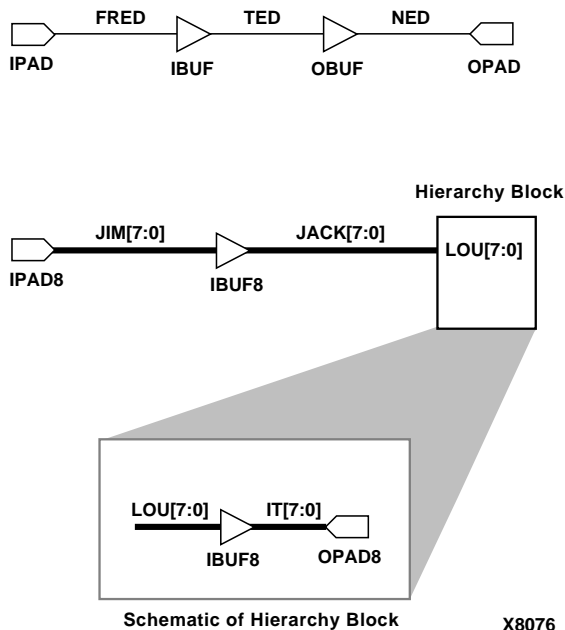 FRED TED NED
IPAD IBUF OBUF OPAD
Hierarchy Block
JIM[7:0] JACK[7:0] LOU[7:0]
IPAD8 IBUF8
LOU[7:0] IT[7:0]
IBUF8 OPAD8
Schematic of Hierarchy Block X8076